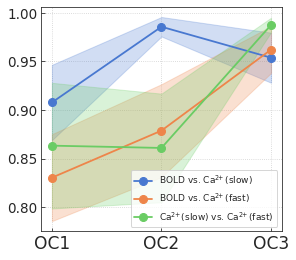 1.00
0.95
0.90
0.85
0.80
BOLD vs. Ca²⁺(slow)
BOLD vs. Ca²⁺(fast)
Ca²⁺(slow) vs. Ca²⁺(fast)
OC1 OC2 OC3